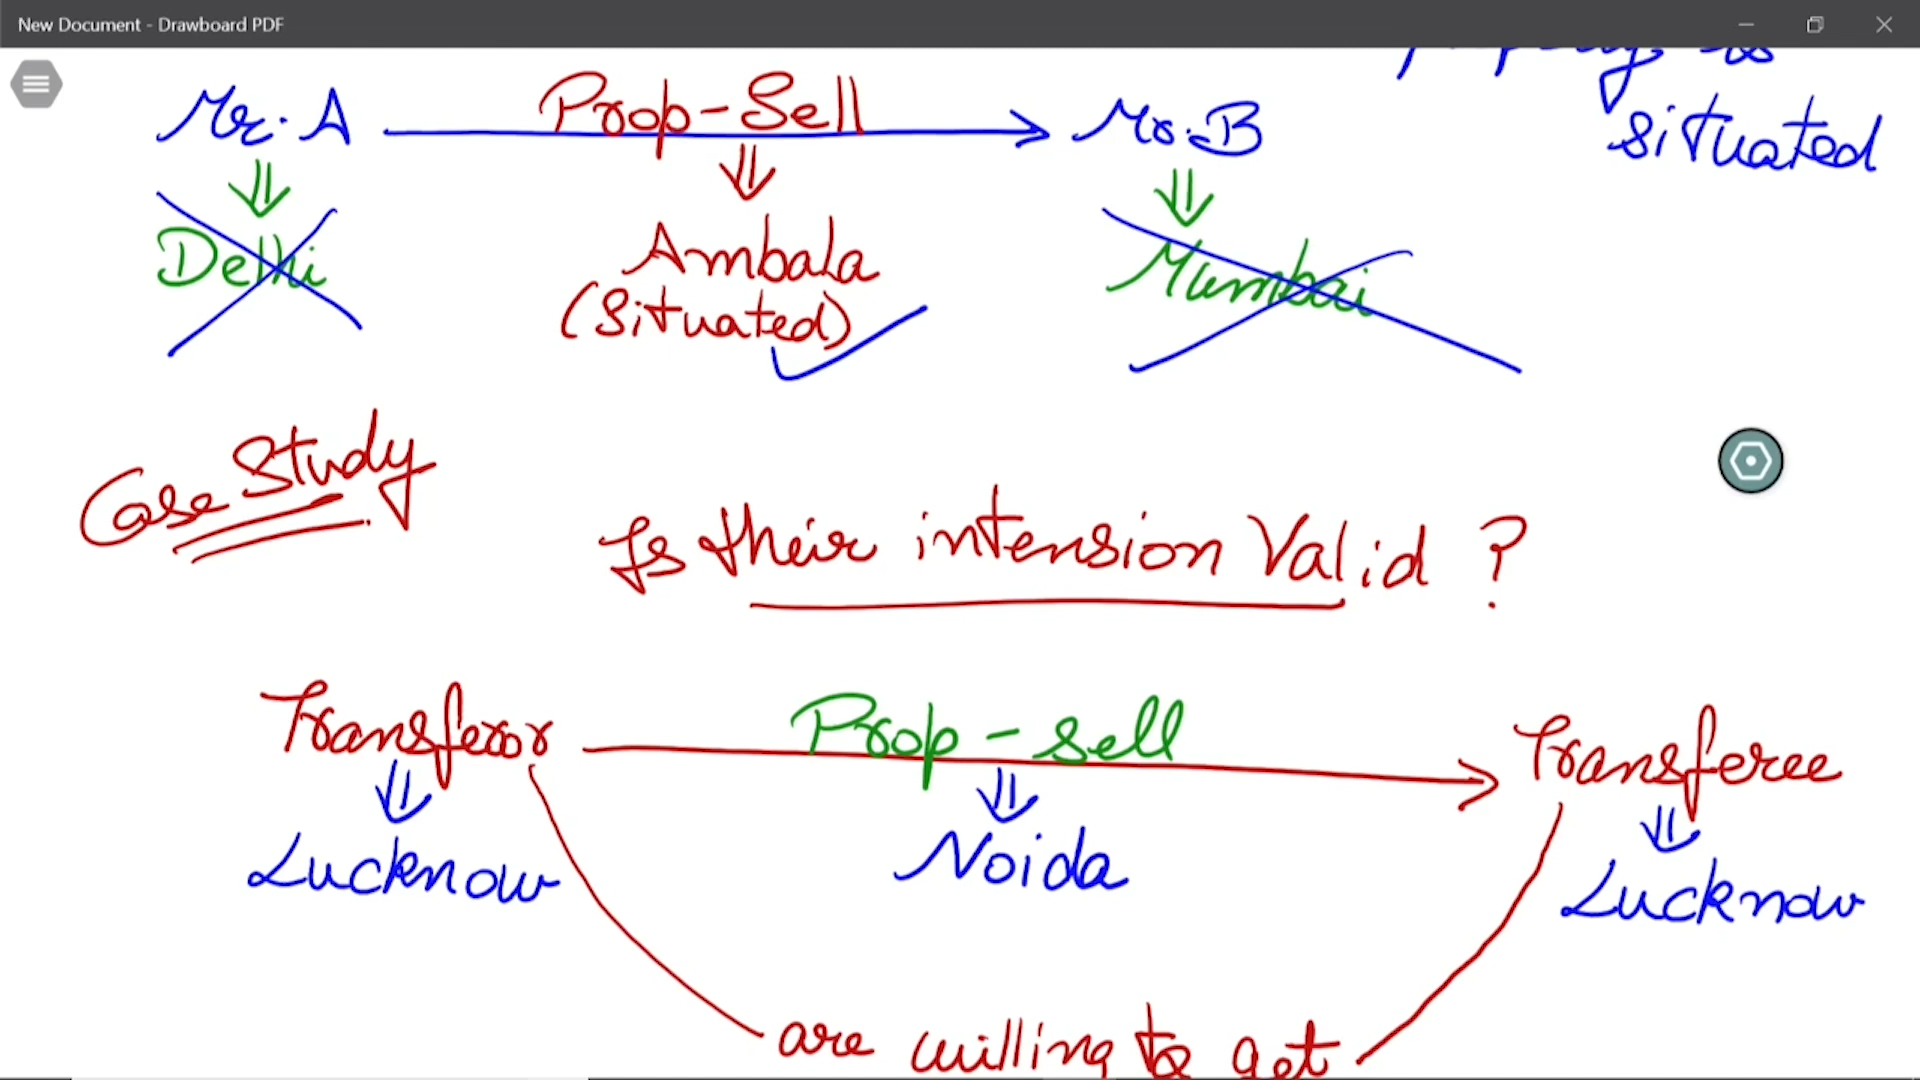 New Document - Drawboard PDF
situated
Mr. A Prop-Sell Mr. B
Delhi Ambala Mumbai
(Situated)
Case Study
Is their intension Valid ?
Transferor Prop-sell Transferee
Lucknow Noida Lucknow
are willing to get